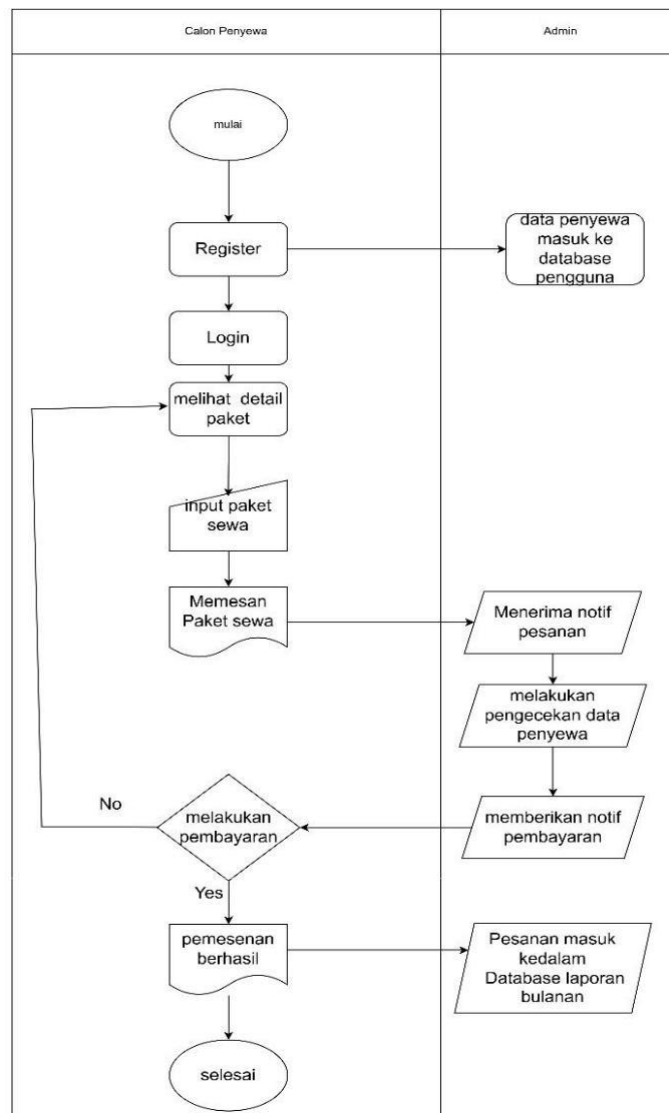 Calon Penyewa
Admin
mulai
Register
data penyewa
masuk ke
database
pengguna
Login
melihat detail
paket
input paket
sewa
Memesan
Paket sewa
Menerima notif
pesanan
melakukan
pengecekan data
penyewa
No
melakukan
pembayaran
memberikan notif
pembayaran
Yes
pemesenan
berhasil
Pesanan masuk
kedalam
Database laporan
bulanan
selesai